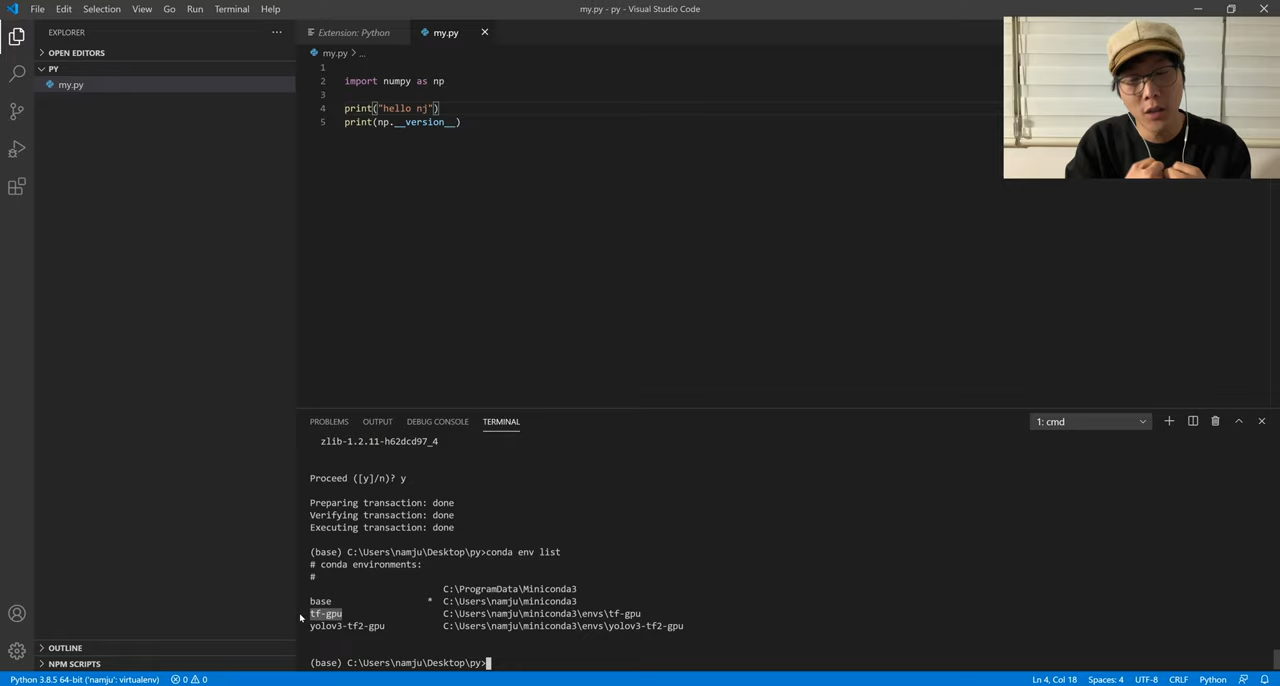 File Edit Selection View Go Run Terminal Help
my.py - py - Visual Studio Code
EXPLORER
OPEN EDITORS
PY
my.py
OUTLINE
NPM SCRIPTS
Extension: Python
my.py
my.py > ...
1
2 import numpy as np
3
4 print("hello nj")
5 print(np.__version__)
PROBLEMS OUTPUT DEBUG CONSOLE TERMINAL
1: cmd
zlib-1.2.11-h62dcd97_4
Proceed ([y]/n)? y
Preparing transaction: done
Verifying transaction: done
Executing transaction: done
(base) C:\Users\namju\Desktop\py>conda env list
# conda environments:
#
C:\ProgramData\Miniconda3
base * C:\Users\namju\miniconda3
tf-gpu C:\Users\namju\miniconda3\envs\tf-gpu
yolov3-tf2-gpu C:\Users\namju\miniconda3\envs\yolov3-tf2-gpu
(base) C:\Users\namju\Desktop\py>
Python 3.8.5 64-bit ('namju': virtualenv) 0 0
Ln 4, Col 18 Spaces: 4 UTF-8 CRLF Python